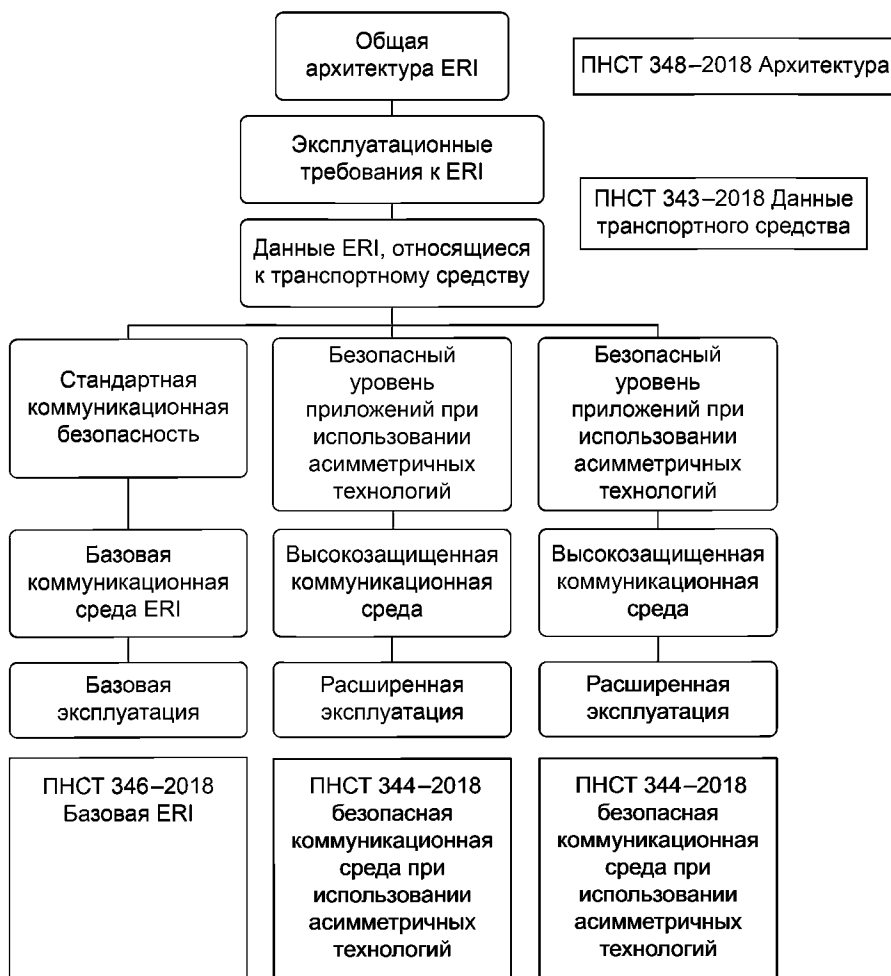 Общая
архитектура ERI
ПНСТ 348–2018 Архитектура
Эксплуатационные
требования к ERI
ПНСТ 343–2018 Данные
транспортного средства
Данные ERI, относящиеся
к транспортному средству
Стандартная
коммуникационная
безопасность
Безопасный
уровень
приложений при
использовании
асимметричных
технологий
Безопасный
уровень
приложений при
использовании
асимметричных
технологий
Базовая
коммуникационная
среда ERI
Высокозащищенная
коммуникационная
среда
Высокозащищенная
коммуникационная
среда
Базовая
эксплуатация
Расширенная
эксплуатация
Расширенная
эксплуатация
ПНСТ 346–2018
Базовая ERI
ПНСТ 344–2018
безопасная
коммуникационная
среда при
использовании
асимметричных
технологий
ПНСТ 344–2018
безопасная
коммуникационная
среда при
использовании
асимметричных
технологий